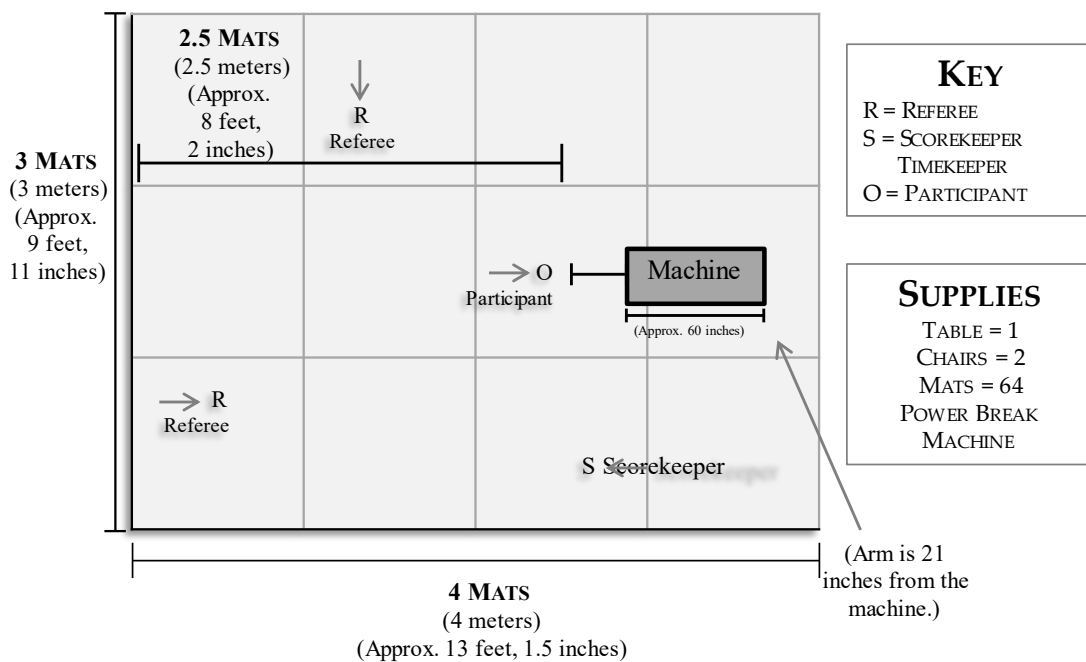 2.5 MATS
(2.5 meters)
(Approx.
8 feet,
2 inches)
R
Referee
3 MATS
(3 meters)
(Approx.
9 feet,
11 inches)
O
Participant
Machine
(Approx. 60 inches)
R
Referee
S Scorekeeper
4 MATS
(4 meters)
(Approx. 13 feet, 1.5 inches)
(Arm is 21
inches from the
machine.)
KEY
R = REFEREE
S = SCOREKEEPER
TIMEKEEPER
O = PARTICIPANT
SUPPLIES
TABLE = 1
CHAIRS = 2
MATS = 64
POWER BREAK
MACHINE